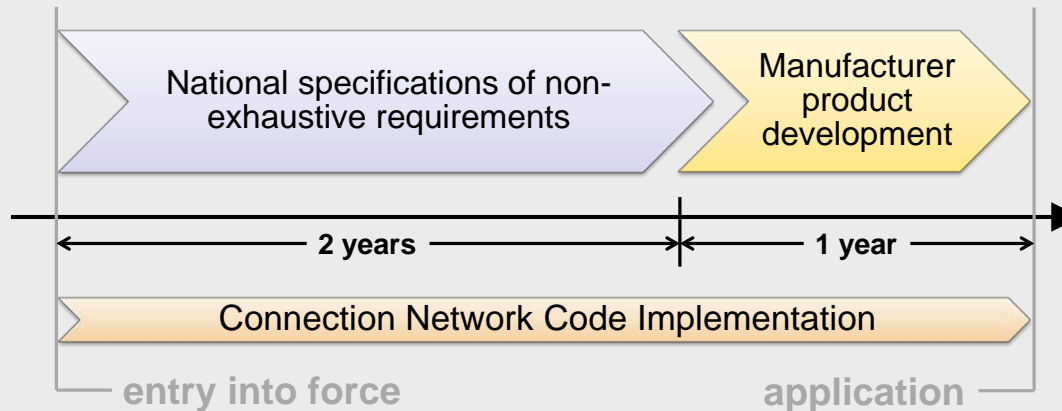 National specifications of non-
exhaustive requirements
Manufacturer
product
development
2 years
1 year
Connection Network Code Implementation
entry into force
application